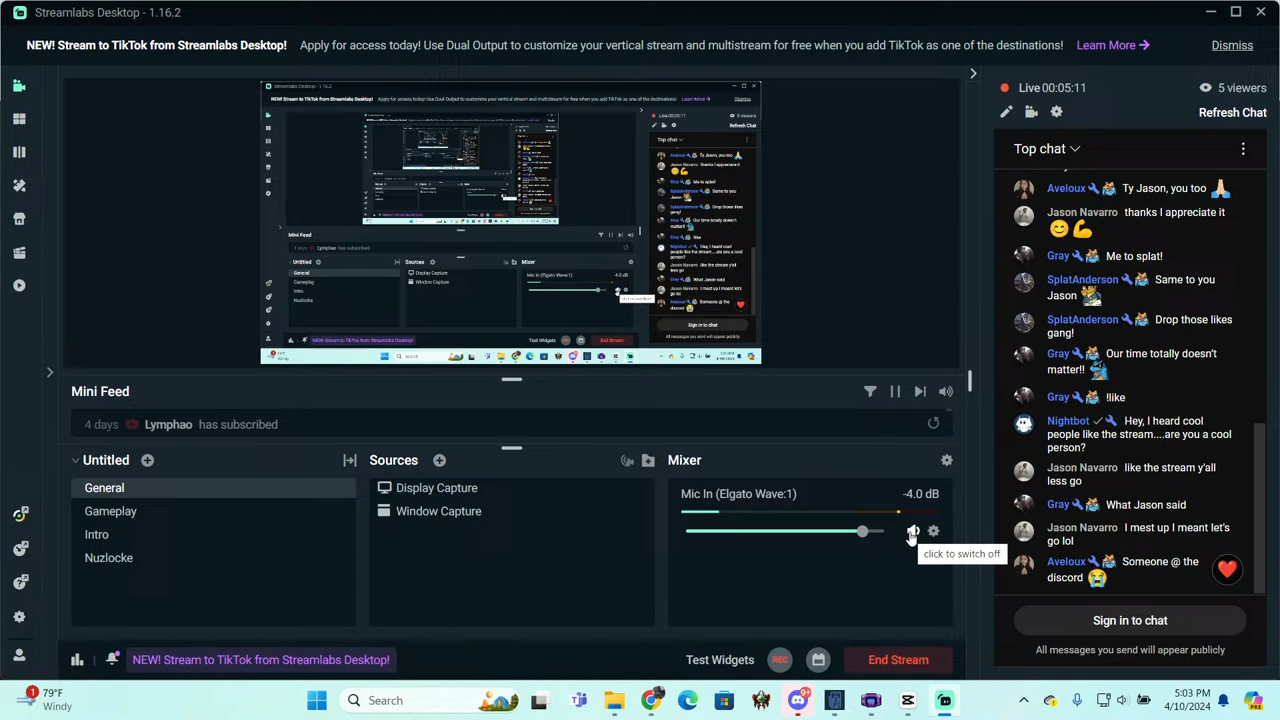 Streamlabs Desktop - 1.16.2
NEW! Stream to TikTok from Streamlabs Desktop! Apply for access today! Use Dual Output to customize your vertical stream and multistream for free when you add TikTok as one of the destinations! Learn More → Dismiss
Live 00:05:11 5 viewers
Refresh Chat
Top chat
Aveloux Ty Jason, you too 🙏
Jason Navarro thanks I appreciate it
😊💪
Gray Me to splat!
SplatAnderson Same to you
Jason
SplatAnderson Drop those likes
gang!
Gray Our time totally doesn't
matter!!
Gray !like
Nightbot Hey, I heard cool
people like the stream....are you a cool
person?
Jason Navarro like the stream y'all
less go
Gray What Jason said
Jason Navarro I mest up I meant let's
go lol
Aveloux Someone @ the
discord 😭
Sign in to chat
All messages you send will appear publicly
Mini Feed
4 days Lymphao has subscribed
Untitled
General
Gameplay
Intro
Nuzlocke
Sources
Display Capture
Window Capture
Mixer
Mic In (Elgato Wave:1) -4.0 dB
click to switch off
NEW! Stream to TikTok from Streamlabs Desktop!
Test Widgets REC End Stream
1 79°F
Windy
Search
9+
5:03 PM
4/10/2024
PRE